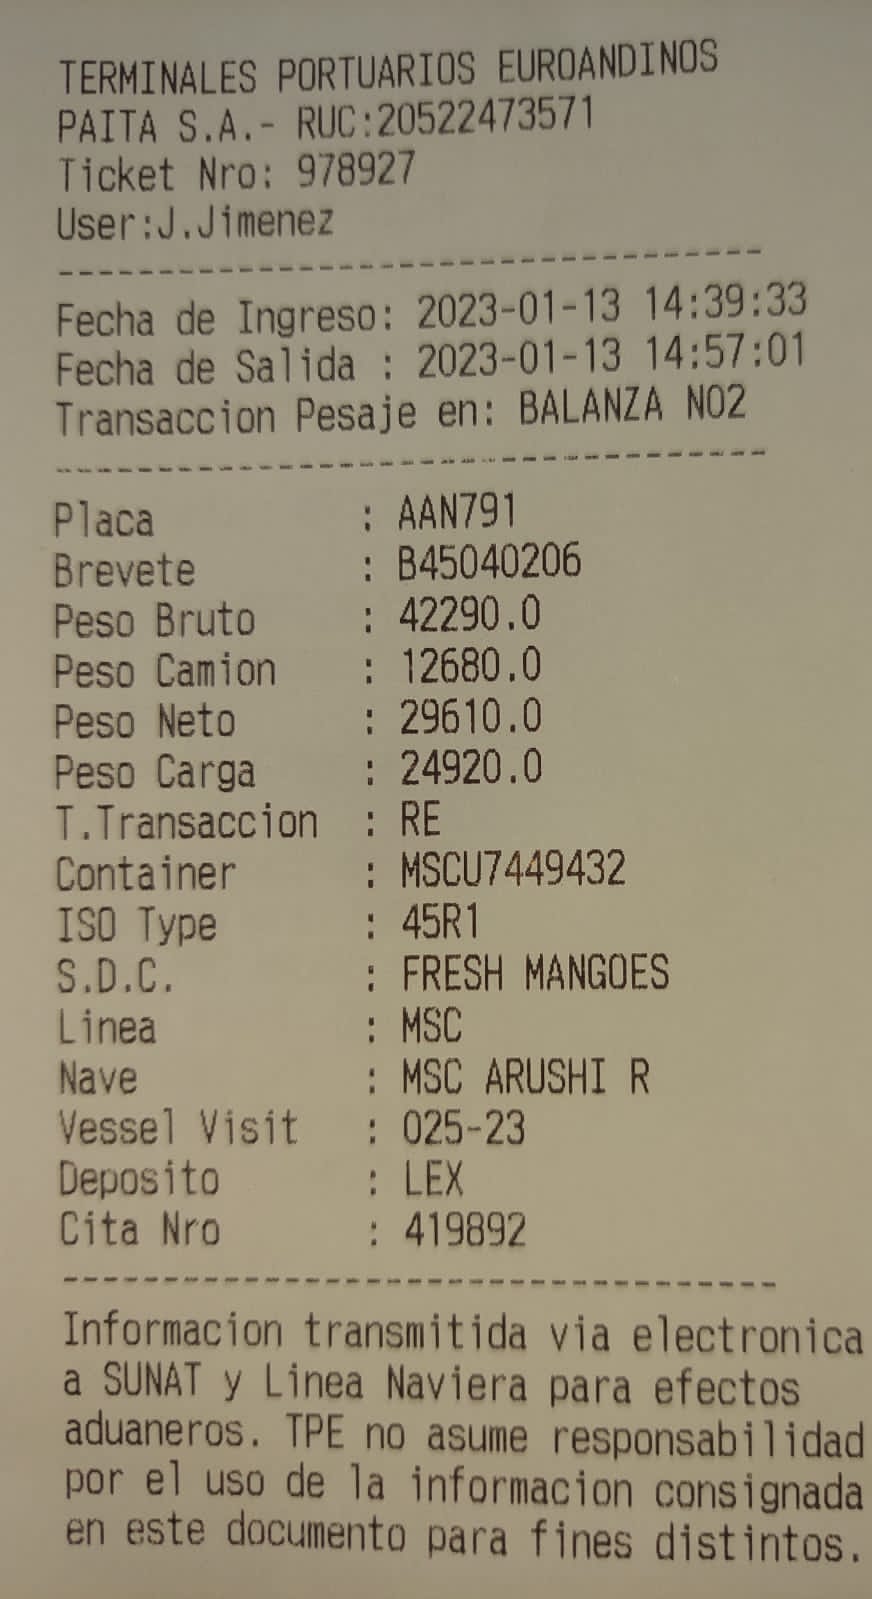 TERMINALES PORTUARIOS EUROANDINOS
PAITA S.A.- RUC:20522473571
Ticket Nro: 978927
User:J.Jimenez
-----------------------------------
Fecha de Ingreso: 2023-01-13 14:39:33
Fecha de Salida : 2023-01-13 14:57:01
Transaccion Pesaje en: BALANZA NO2
-----------------------------------
Placa : AAN791
Brevete : B45040206
Peso Bruto : 42290.0
Peso Camion : 12680.0
Peso Neto : 29610.0
Peso Carga : 24920.0
T.Transaccion : RE
Container : MSCU7449432
ISO Type : 45R1
S.D.C. : FRESH MANGOES
Linea : MSC
Nave : MSC ARUSHI R
Vessel Visit : 025-23
Deposito : LEX
Cita Nro : 419892
-----------------------------------
Informacion transmitida via electronica
a SUNAT y Linea Naviera para efectos
aduaneros. TPE no asume responsabilidad
por el uso de la informacion consignada
en este documento para fines distintos.